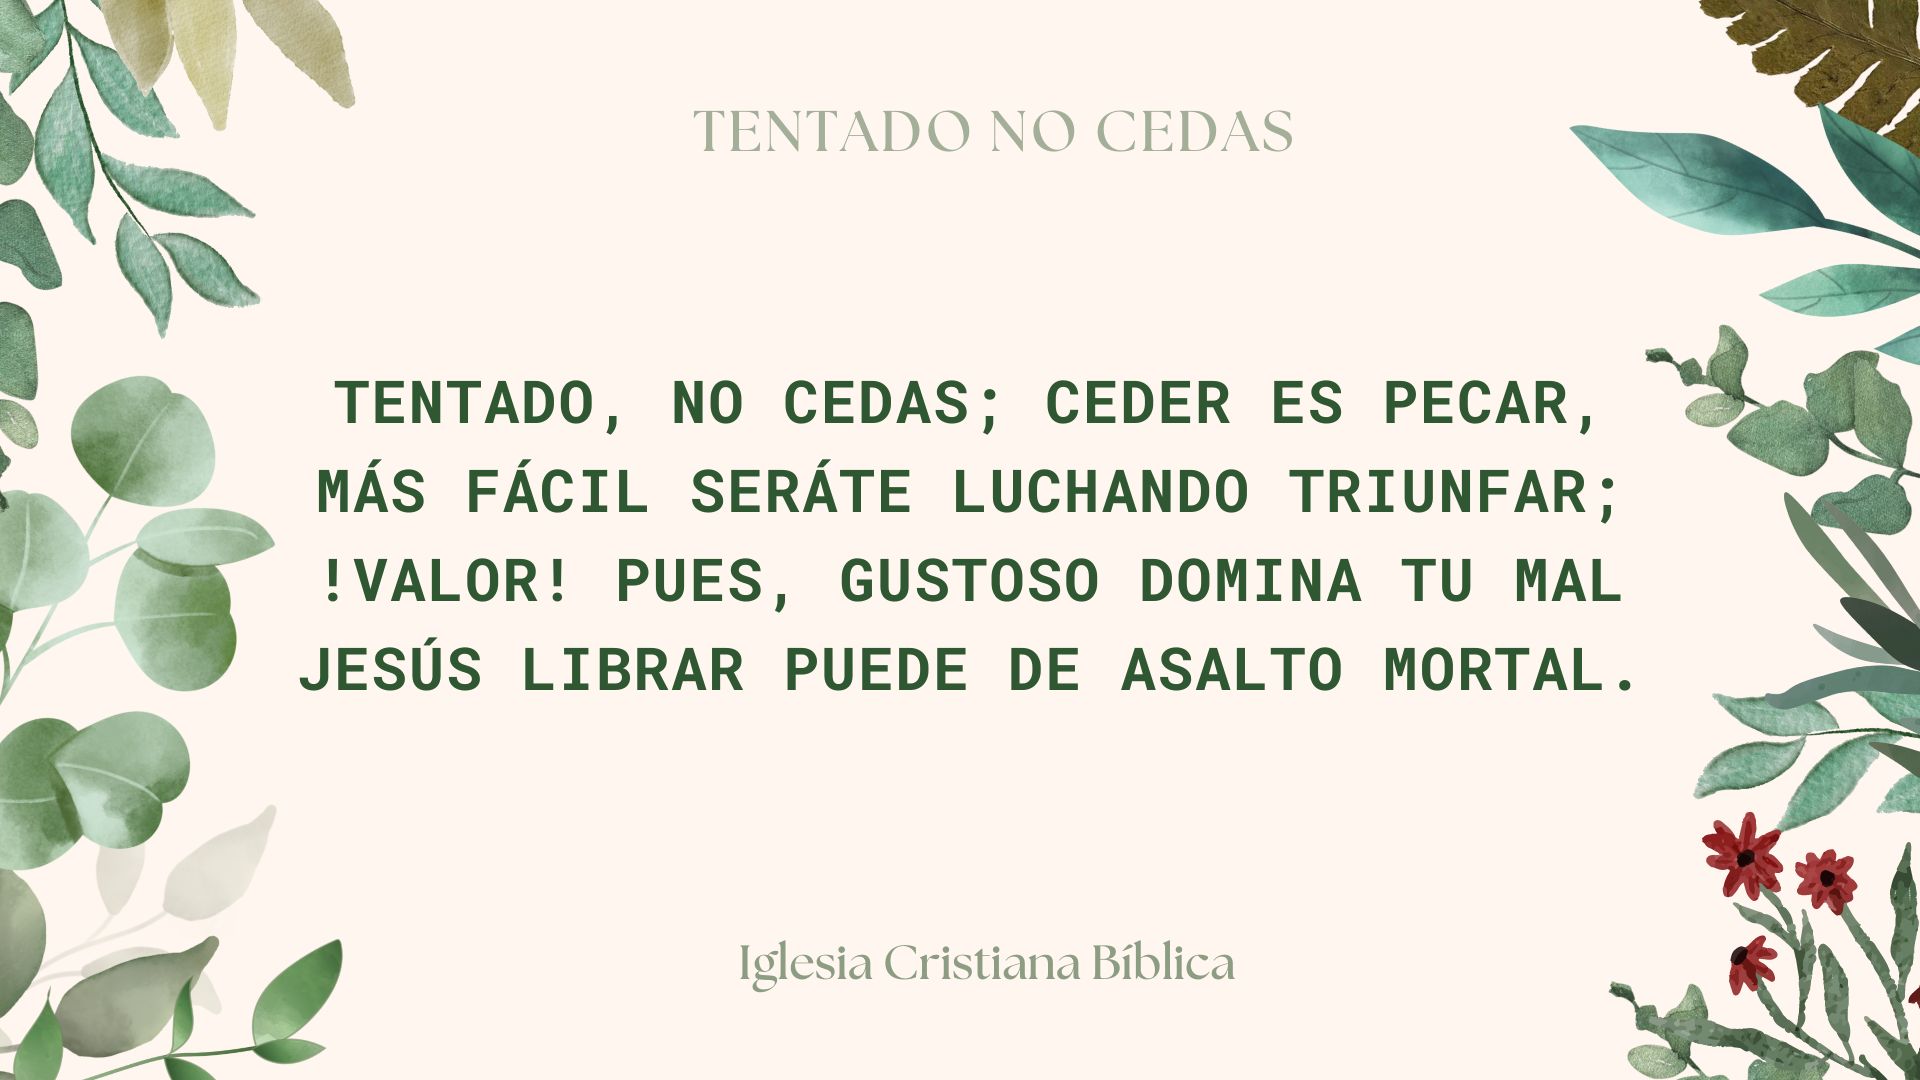 TENTADO NO CEDAS
TENTADO, NO CEDAS; CEDER ES PECAR,
MÁS FÁCIL SERÁTE LUCHANDO TRIUNFAR;
!VALOR! PUES, GUSTOSO DOMINA TU MAL
JESÚS LIBRAR PUEDE DE ASALTO MORTAL.
Iglesia Cristiana Bíblica